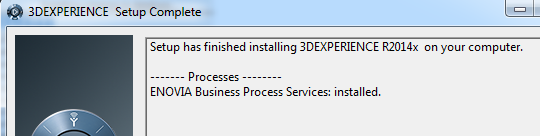 3DEXPERIENCE  Setup Complete
Setup has finished installing 3DEXPERIENCE R2014x  on your computer.
------- Processes --------
ENOVIA Business Process Services: installed.